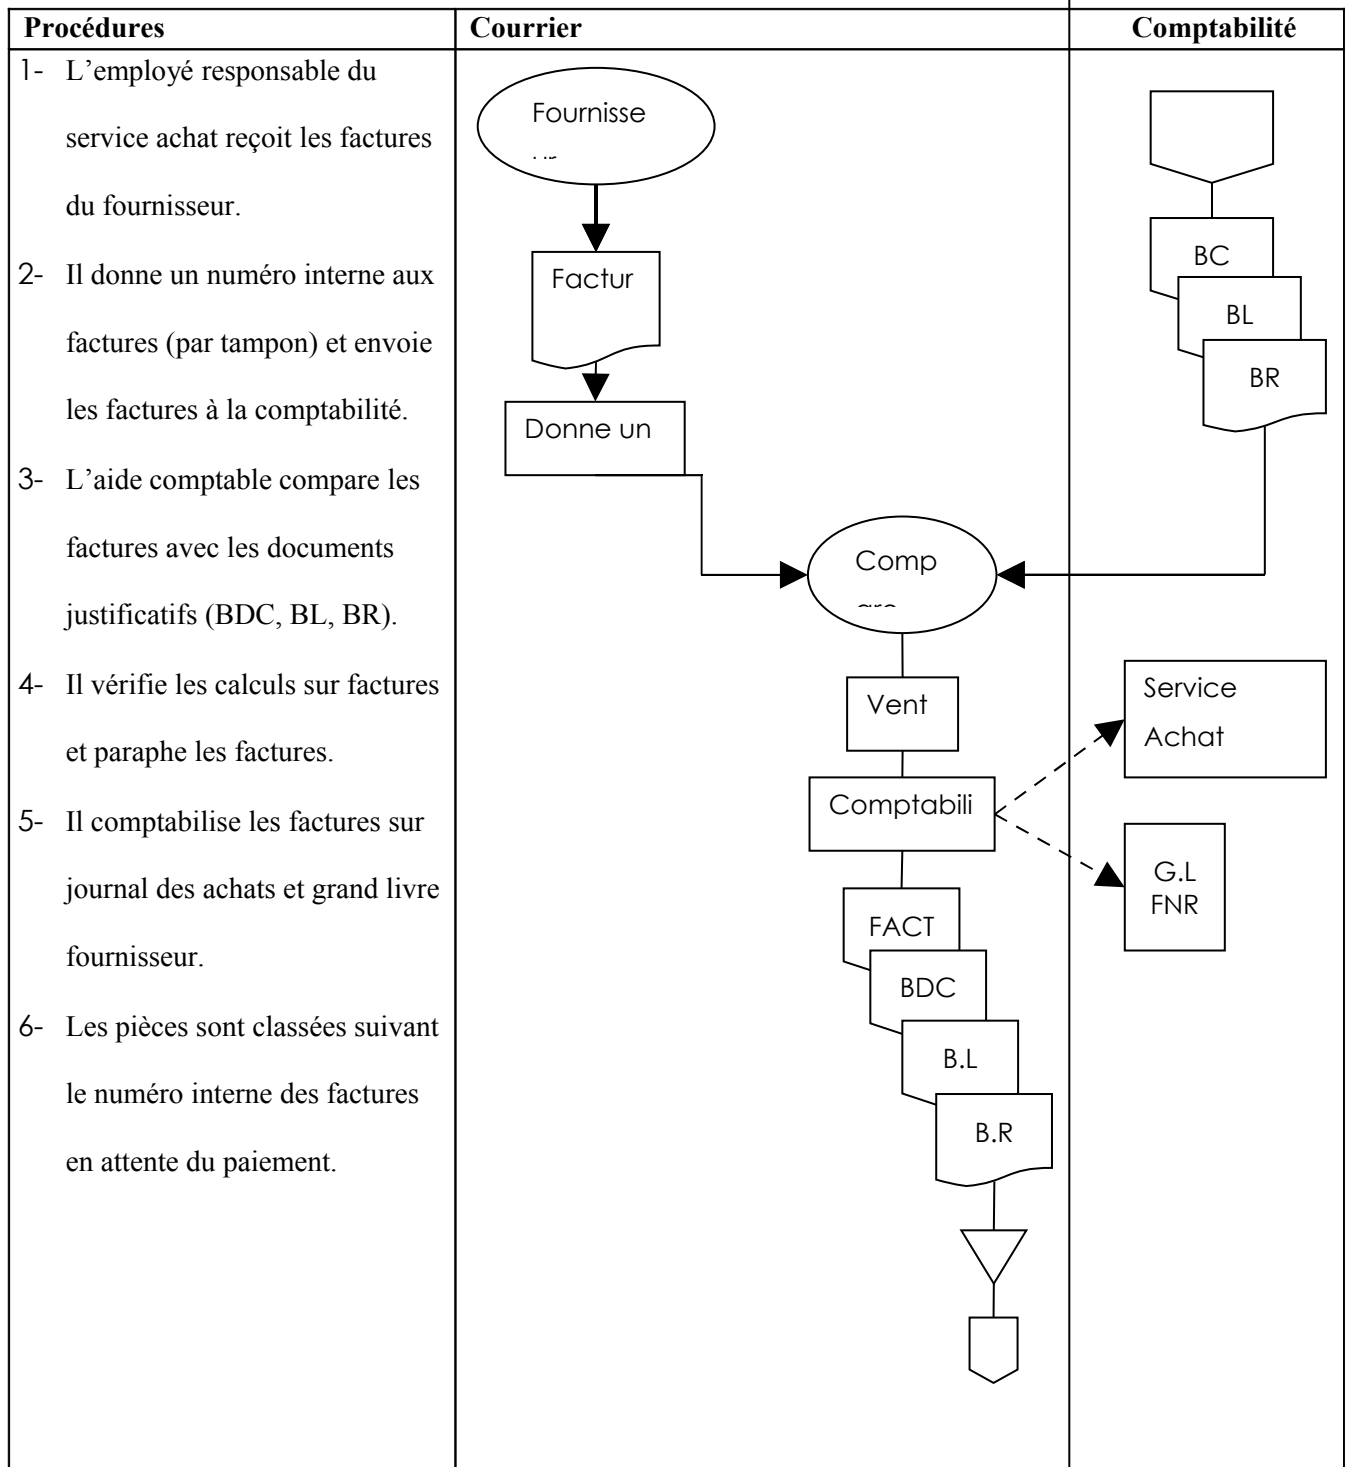 Procédures
Courrier
Comptabilité
1- L’employé responsable du
service achat reçoit les factures
du fournisseur.
2- Il donne un numéro interne aux
factures (par tampon) et envoie
les factures à la comptabilité.
3- L’aide comptable compare les
factures avec les documents
justificatifs (BDC, BL, BR).
4- Il vérifie les calculs sur factures
et paraphe les factures.
5- Il comptabilise les factures sur
journal des achats et grand livre
fournisseur.
6- Les pièces sont classées suivant
le numéro interne des factures
en attente du paiement.
Fournisse
Factur
Donne un
Comp
Vent
Comptabili
FACT
BDC
B.L
B.R
BC
BL
BR
Service
Achat
G.L
FNR